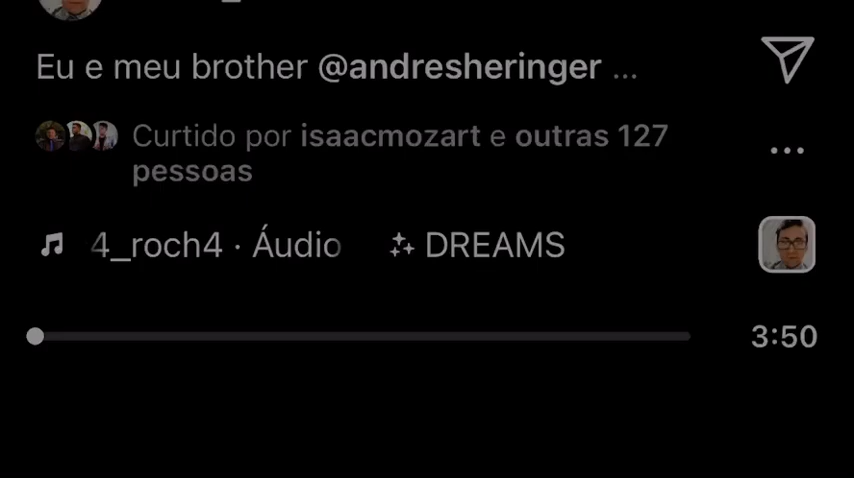 Eu e meu brother @andresheringer ...
Curtido por isaacmozart e outras 127
pessoas
4_roch4 · Áudio
DREAMS
3:50